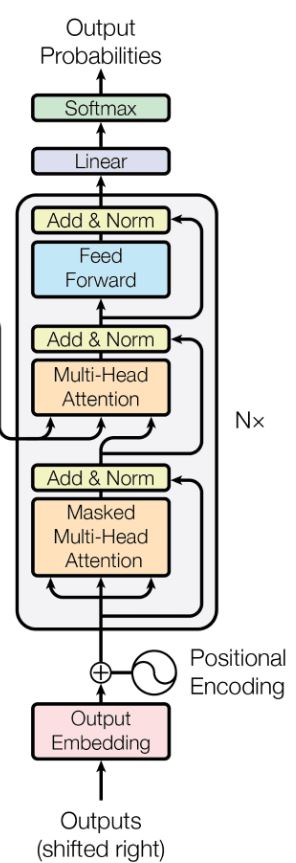 Outputs
(shifted right)
Output
Embedding
Positional
Encoding
Masked
Multi-Head
Attention
Add & Norm
Multi-Head
Attention
Add & Norm
Feed
Forward
Add & Norm
Nx
Linear
Softmax
Output
Probabilities